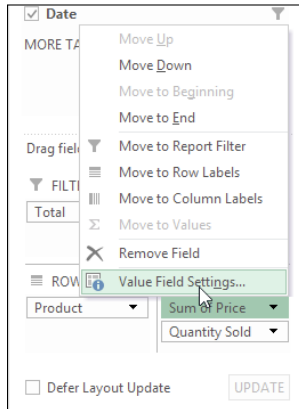 Date
MORE TA
Move Up
Move Down
Move to Beginning
Move to End
Drag fiel
Move to Report Filter
Move to Row Labels
FILT
Move to Column Labels
Total
Σ Move to Values
Remove Field
ROW
Value Field Settings...
Product
Sum of Price
Quantity Sold
Defer Layout Update
UPDATE